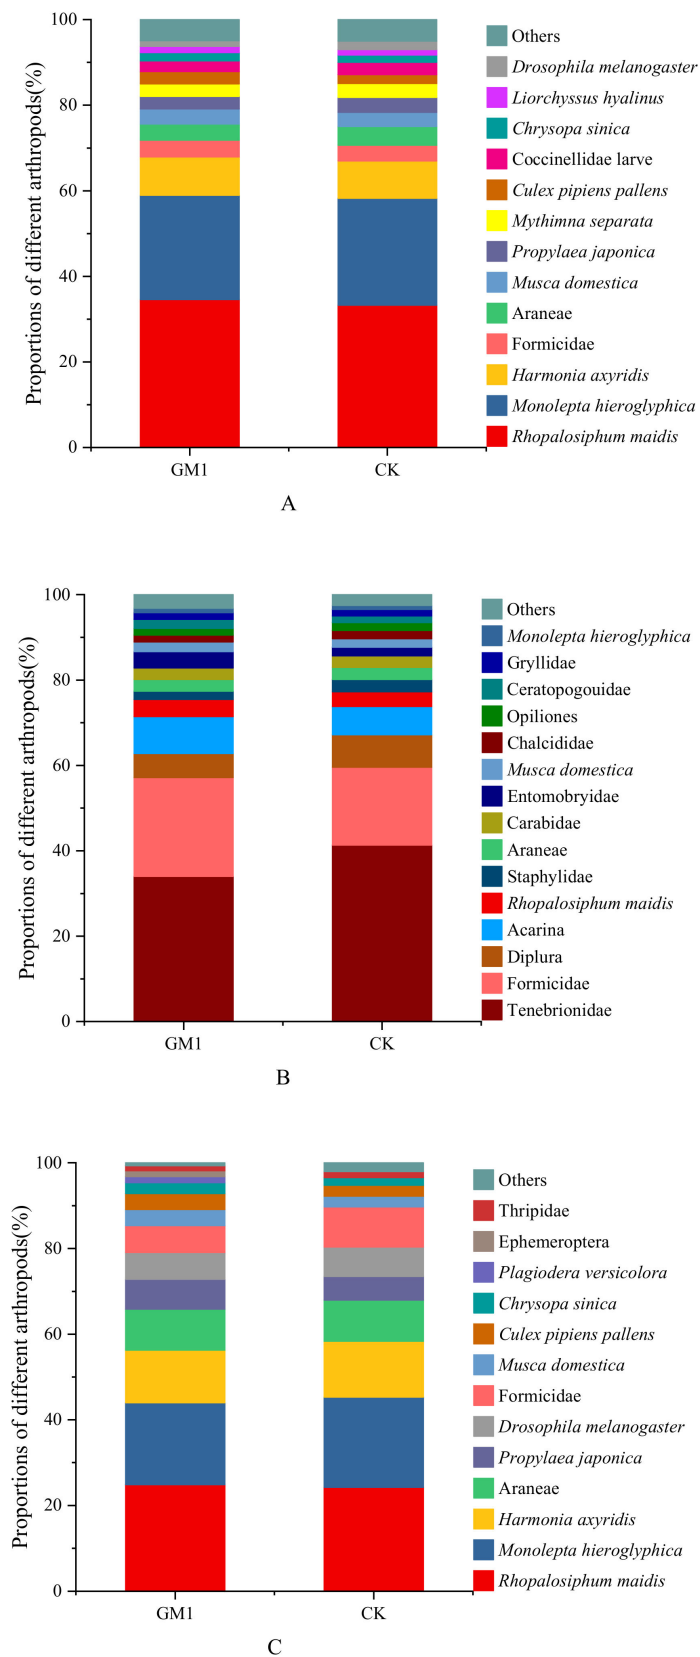 Proportions of different arthropods(%)
100
80
60
40
20
0
GM1
CK
Others
Drosophila melanogaster
Liorchyssus hyalinus
Chrysopa sinica
Coccinellidae larve
Culex pipiens pallens
Mythimna separata
Propylaea japonica
Musca domestica
Araneae
Formicidae
Harmonia axyridis
Monolepta hieroglyphica
Rhopalosiphum maidis
A
Proportions of different arthropods(%)
100
80
60
40
20
0
GM1
CK
Others
Monolepta hieroglyphica
Gryllidae
Ceratopogouidae
Opiliones
Chalcididae
Musca domestica
Entomobryidae
Carabidae
Araneae
Staphylidae
Rhopalosiphum maidis
Acarina
Diplura
Formicidae
Tenebrionidae
B
Proportions of different arthropods(%)
100
80
60
40
20
0
GM1
CK
Others
Thripidae
Ephemeroptera
Plagiodera versicolora
Chrysopa sinica
Culex pipiens pallens
Musca domestica
Formicidae
Drosophila melanogaster
Propylaea japonica
Araneae
Harmonia axyridis
Monolepta hieroglyphica
Rhopalosiphum maidis
C